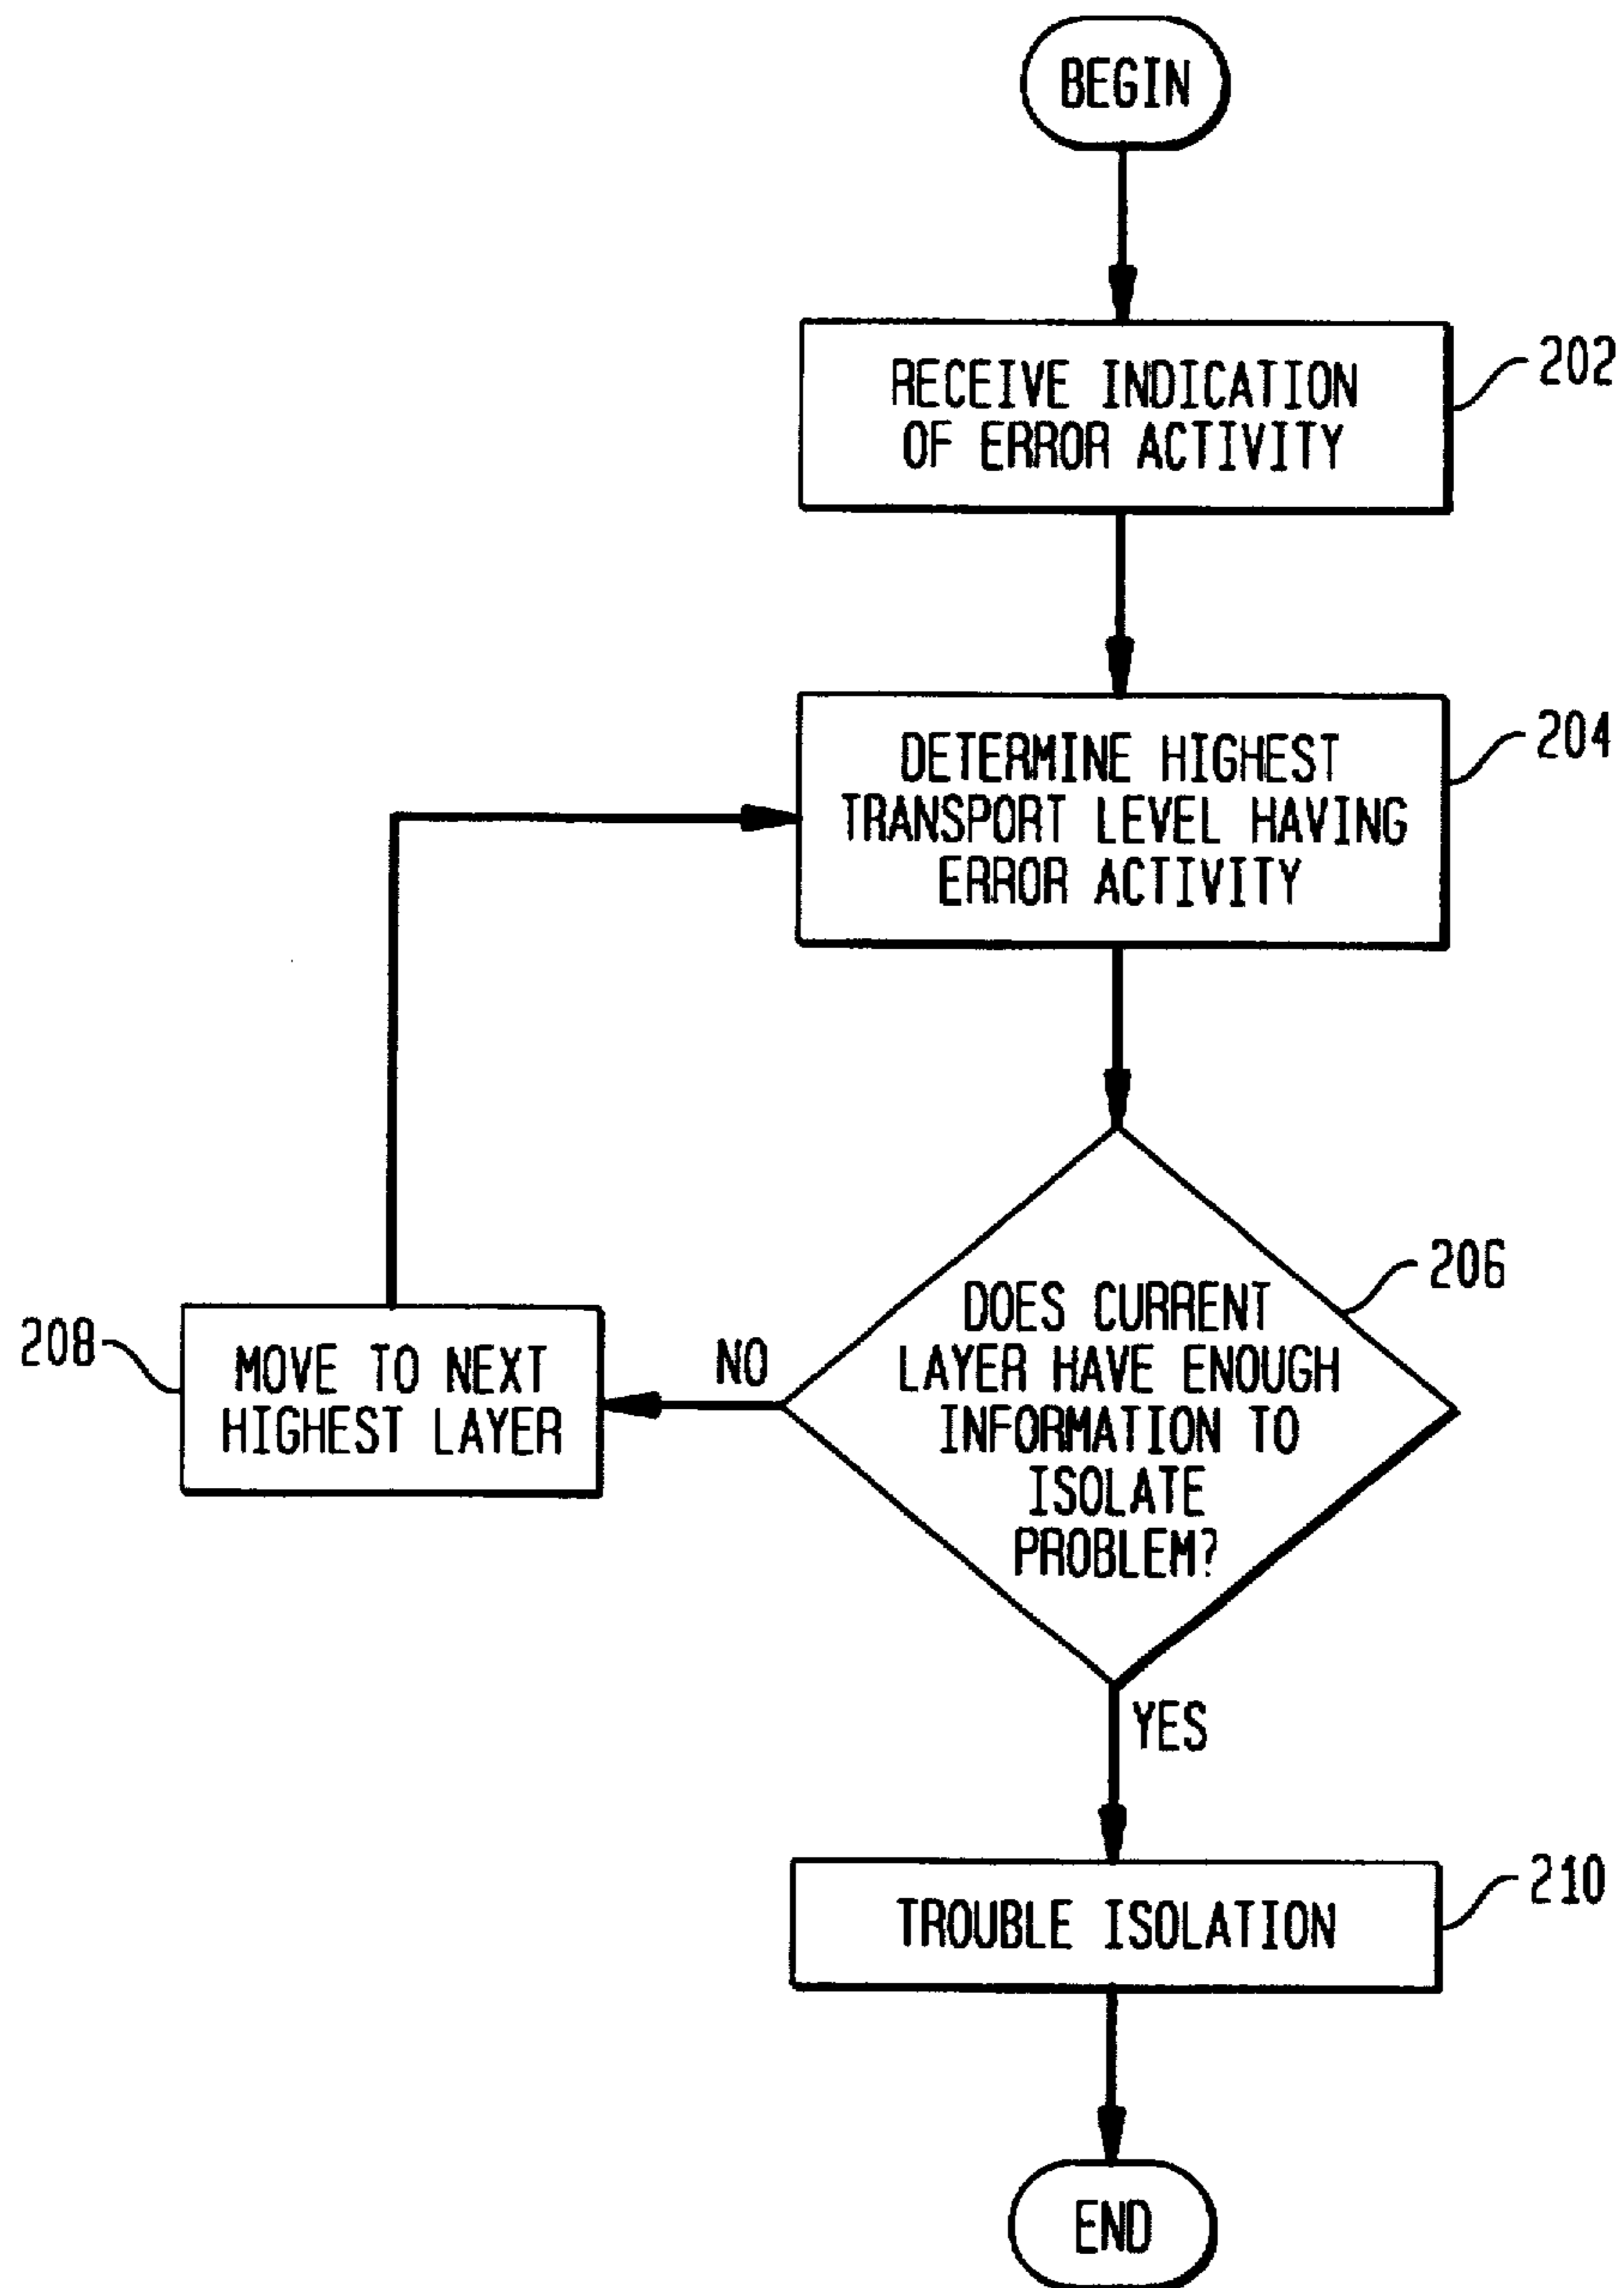 BEGIN
RECEIVE INDICATION
OF ERROR ACTIVITY
202
DETERMINE HIGHEST
TRANSPORT LEVEL HAVING
ERROR ACTIVITY
204
DOES CURRENT
LAYER HAVE ENOUGH
INFORMATION TO
ISOLATE
PROBLEM?
206
NO
208
MOVE TO NEXT
HIGHEST LAYER
YES
TROUBLE ISOLATION
210
END